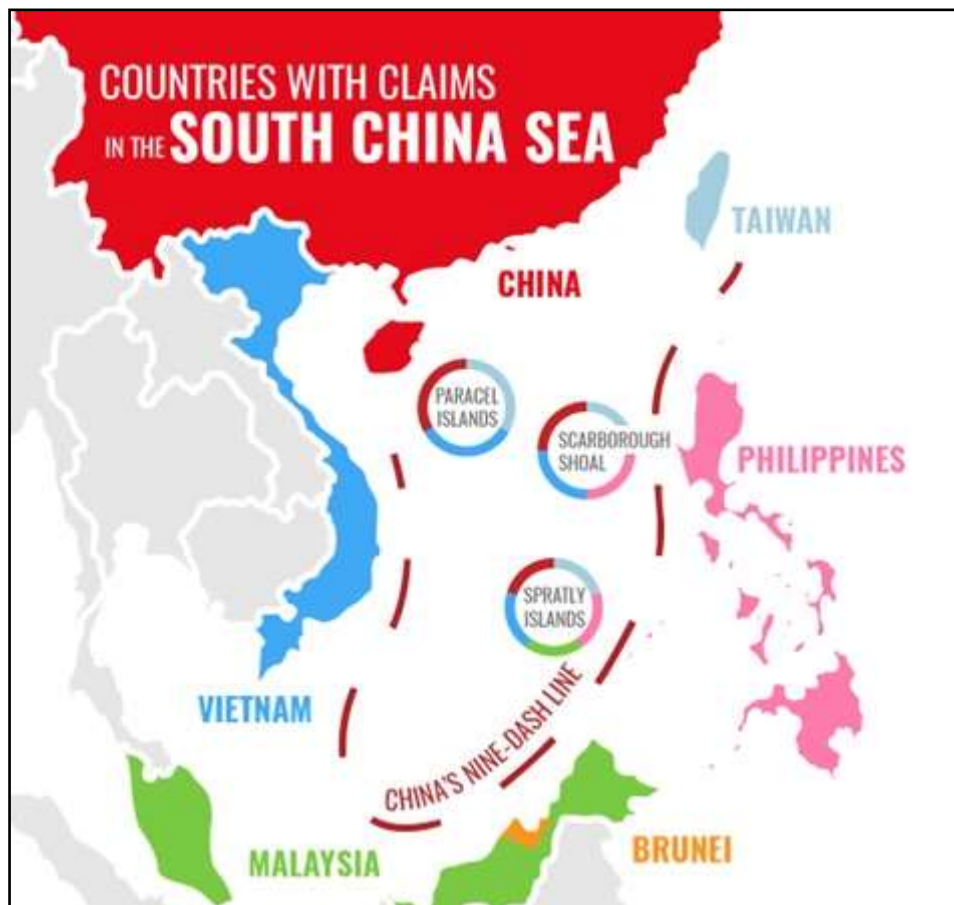 COUNTRIES WITH CLAIMS
IN THE SOUTH CHINA SEA
TAIWAN
CHINA
PARACEL
ISLANDS
SCARBOROUGH
SHOAL
PHILIPPINES
SPRATLY
ISLANDS
VIETNAM
CHINA'S NINE-DASH LINE
MALAYSIA
BRUNEI